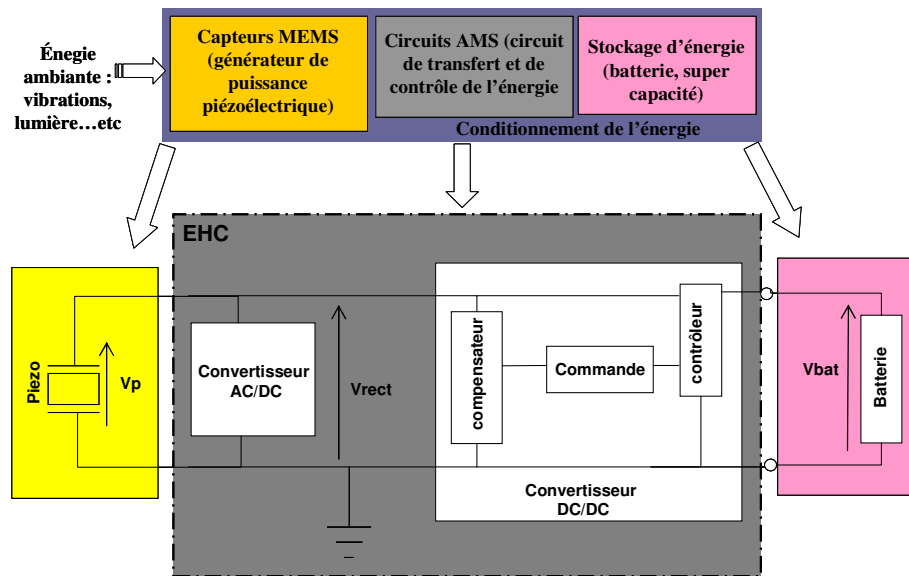 Énegie
ambiante :
vibrations,
lumière…etc
Capteurs MEMS
(générateur de
puissance
piézoélectrique)
Circuits AMS (circuit
de transfert et de
contrôle de l'énergie
Stockage d'énergie
(batterie, super
capacité)
Conditionnement de l'énergie
EHC
Piezo
Vp
Convertisseur
AC/DC
Vrect
compensateur
Commande
contrôleur
Convertisseur
DC/DC
Vbat
Batterie